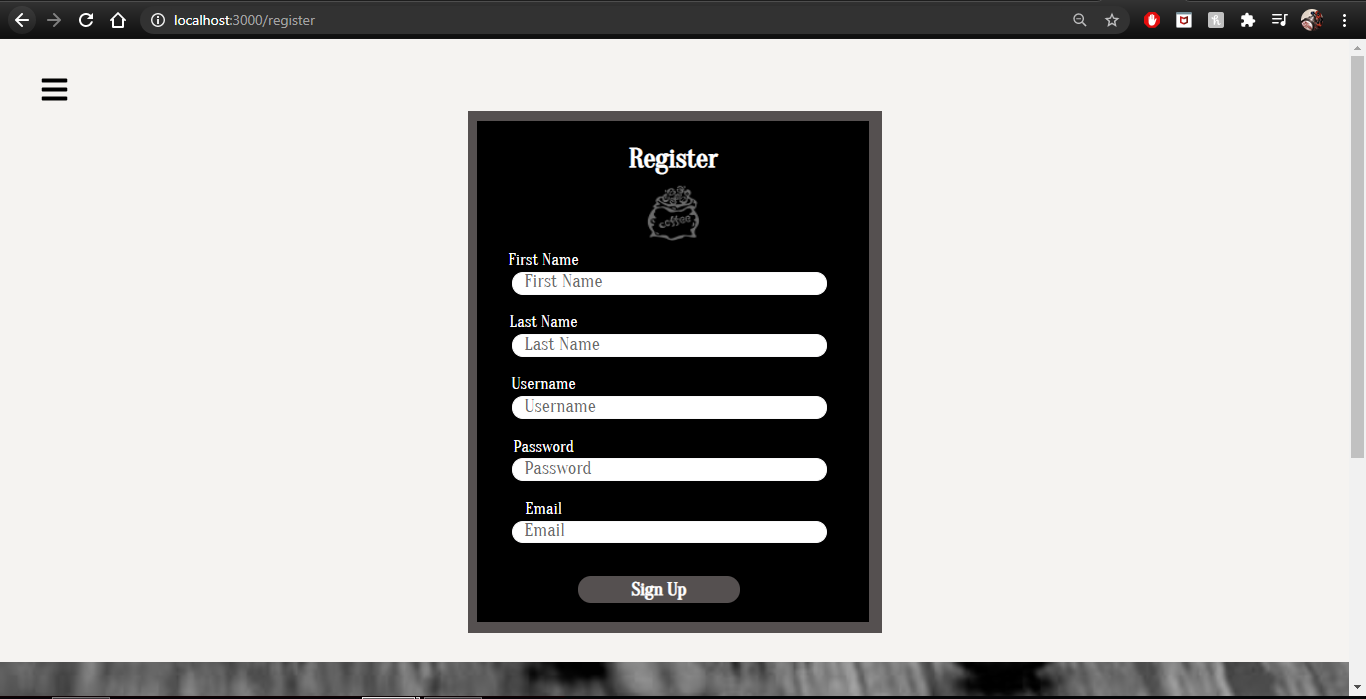 localhost:3000/register
Register
coffee
First Name
First Name
Last Name
Last Name
Username
Username
Password
Password
Email
Email
Sign Up